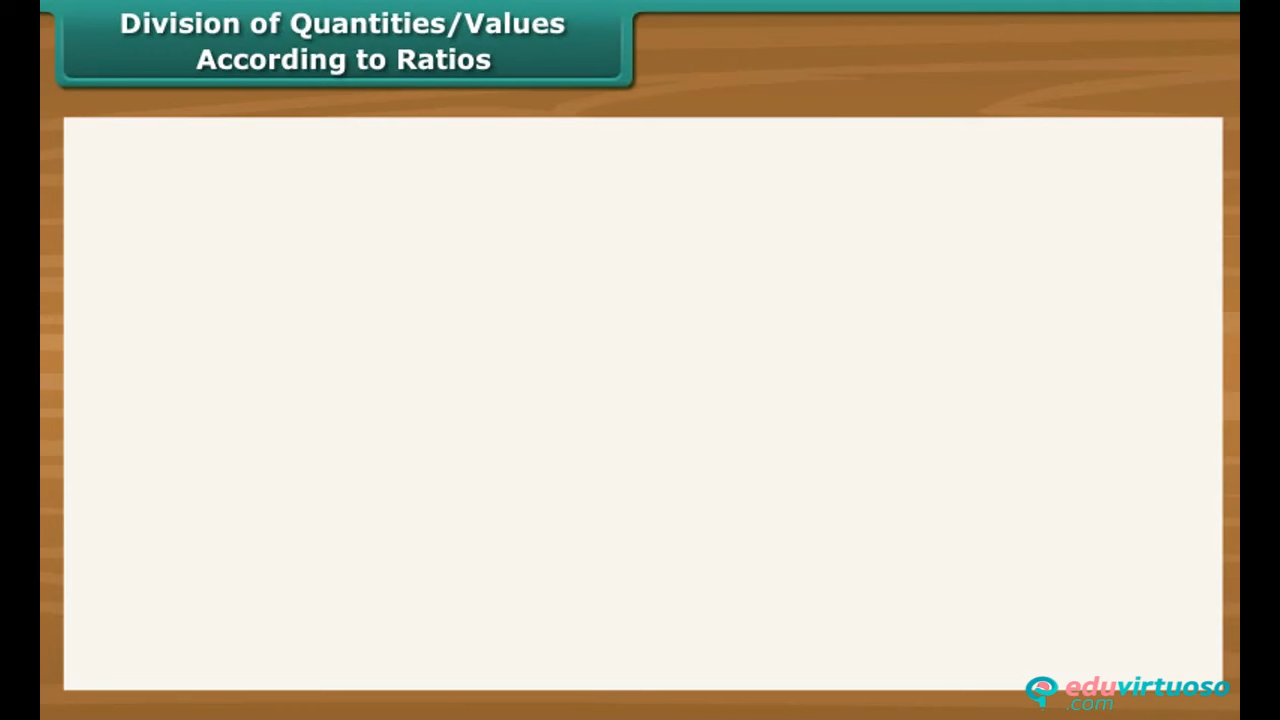 Division of Quantities/Values
According to Ratios
eduvirtuoso
.com